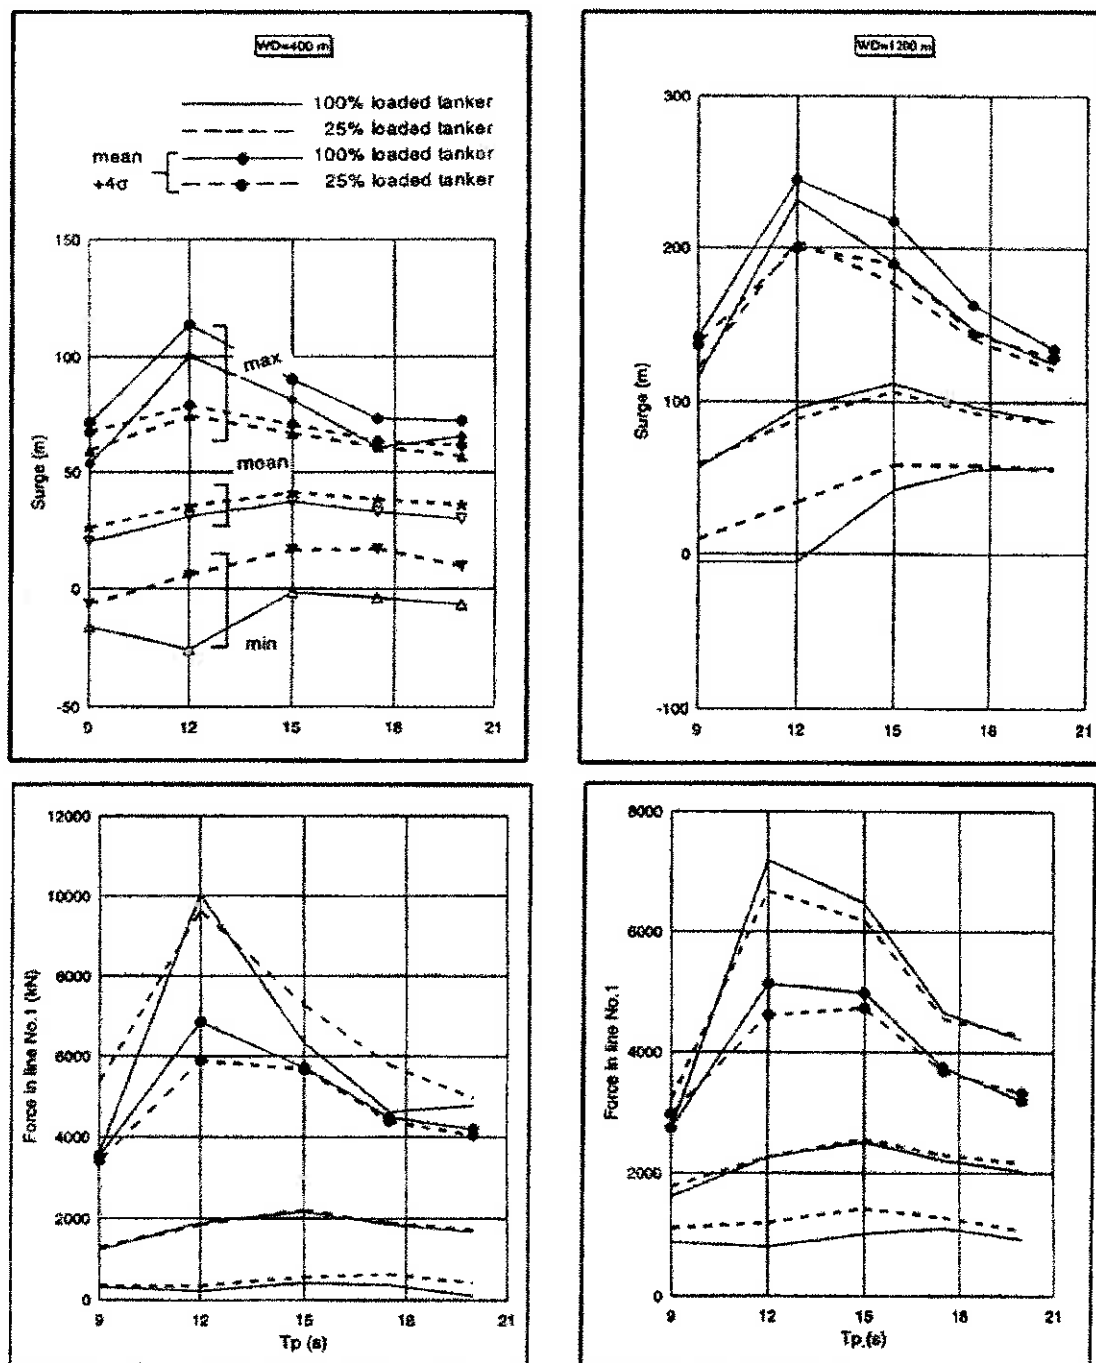 WD=400 m
100% loaded tanker
25% loaded tanker
mean
+4σ
100% loaded tanker
25% loaded tanker
150
100
50
0
-50
Surge (m)
max
mean
min
9 12 15 18 21
WD=1200 m
300
200
100
0
-100
Surge (m)
9 12 15 18 21
12000
10000
8000
6000
4000
2000
0
Force in line No.1 (kN)
9 12 15 18 21
Tp (s)
8000
6000
4000
2000
0
Force in line No.1
9 12 15 18 21
Tp.(s)